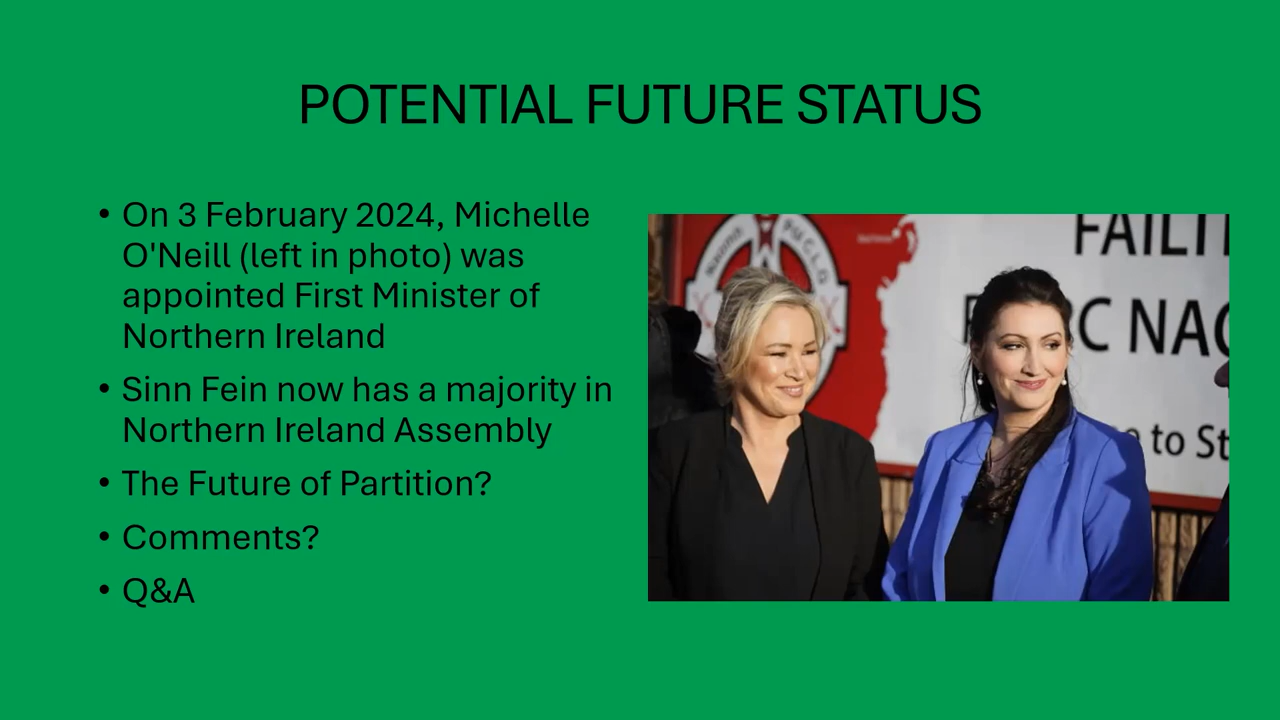 POTENTIAL FUTURE STATUS
• On 3 February 2024, Michelle
O'Neill (left in photo) was
appointed First Minister of
Northern Ireland
• Sinn Fein now has a majority in
Northern Ireland Assembly
• The Future of Partition?
• Comments?
• Q&A
FAILT
C NAC
to St